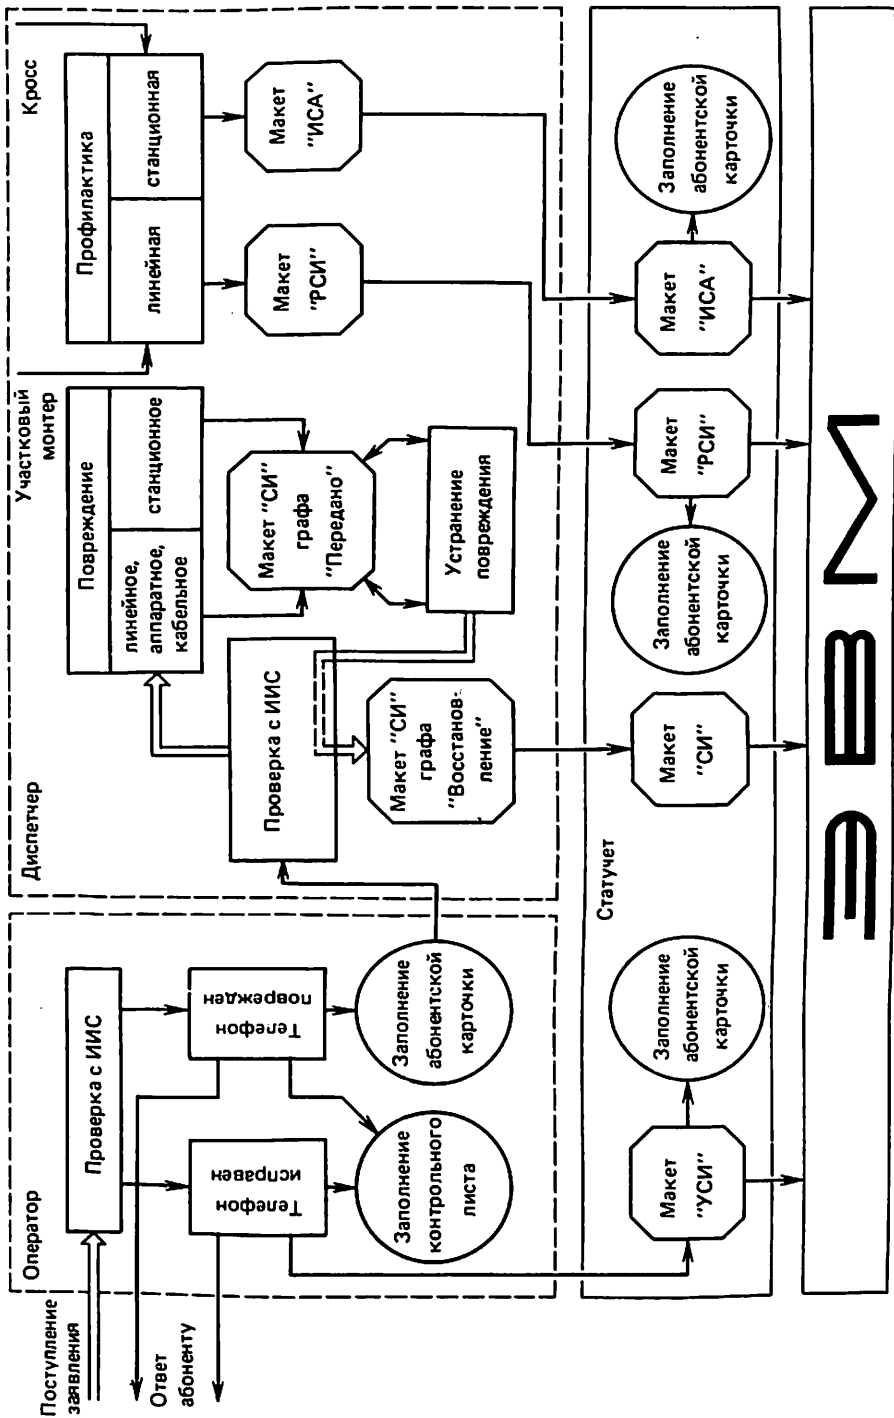 Поступление
заявления
Ответ
абоненту
Оператор
Проверка с ИИС
Телефон
исправен
Телефон
поврежден
Заполнение
контрольного
листа
Заполнение
абонентской
карточки
Диспетчер
Проверка с ИИС
Макет "СИ"
графа
"Восстанов-
ление"
Участковый
монтер
Повреждение
линейное,
аппаратное,
кабельное
станционное
Макет "СИ"
графа
"Передано"
Устранение
повреждения
Кросс
Профилактика
линейная
станционная
Макет
"РСИ"
Макет
"ИСА"
Статучет
Макет
"УСИ"
Заполнение
абонентской
карточки
Макет
"СИ"
Заполнение
абонентской
карточки
Макет
"РСИ"
Макет
"ИСА"
Заполнение
абонентской
карточки
ЭВМ